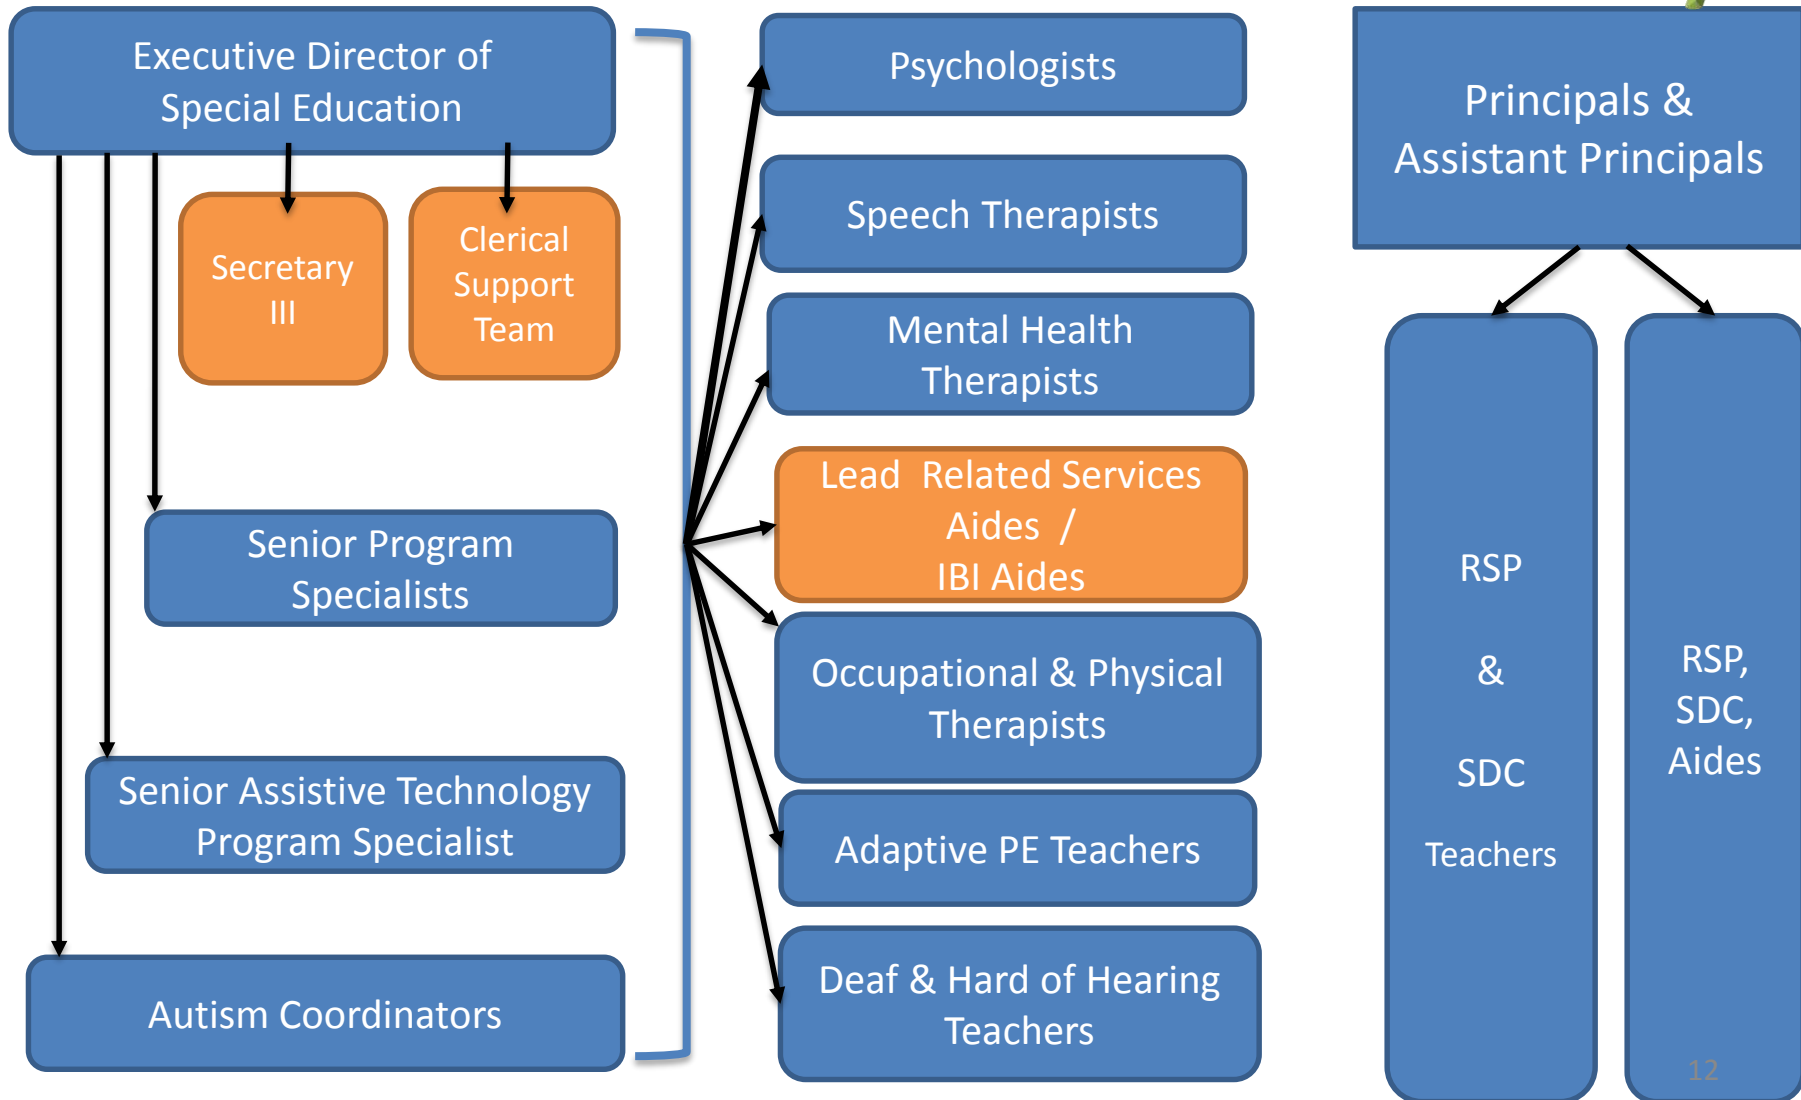 Executive Director of
Special Education
Secretary
III
Clerical
Support
Team
Senior Program
Specialists
Senior Assistive Technology
Program Specialist
Autism Coordinators
Psychologists
Speech Therapists
Mental Health
Therapists
Lead  Related Services
Aides  /
IBI Aides
Occupational & Physical
Therapists
Adaptive PE Teachers
Deaf & Hard of Hearing
Teachers
Principals &
Assistant Principals
RSP
&
SDC
Teachers
RSP,
SDC,
Aides
12